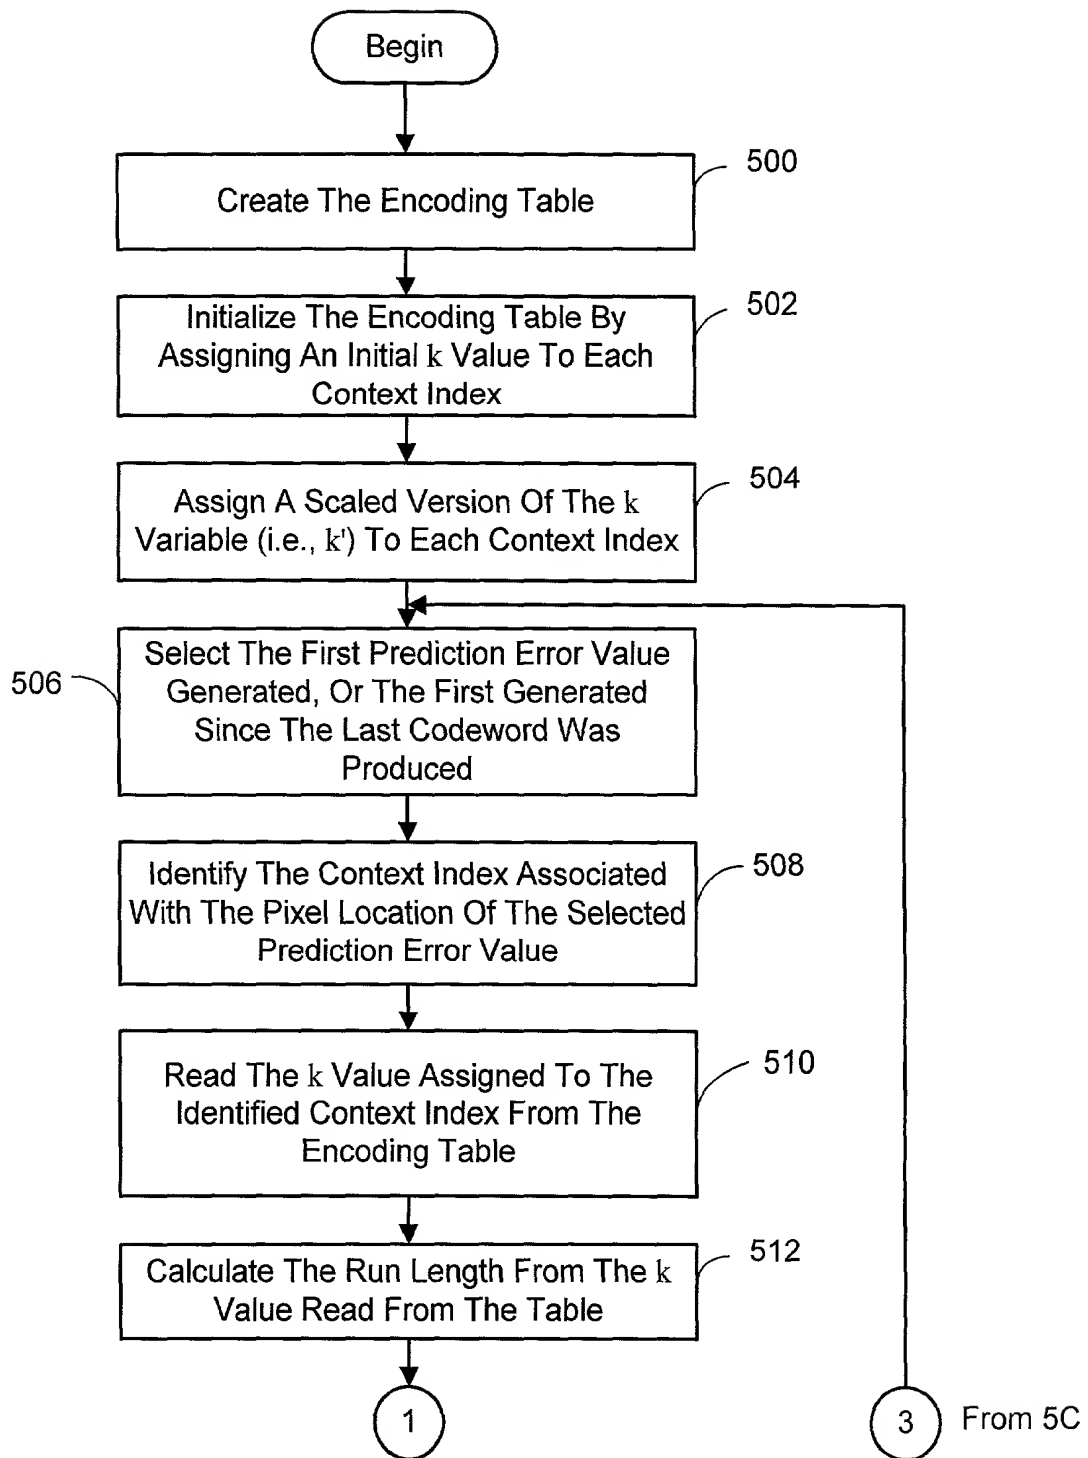 Begin
500
Create The Encoding Table
502
Initialize The Encoding Table By
Assigning An Initial k Value To Each
Context Index
504
Assign A Scaled Version Of The k
Variable (i.e., k') To Each Context Index
506
Select The First Prediction Error Value
Generated, Or The First Generated
Since The Last Codeword Was
Produced
508
Identify The Context Index Associated
With The Pixel Location Of The Selected
Prediction Error Value
510
Read The k Value Assigned To The
Identified Context Index From The
Encoding Table
512
Calculate The Run Length From The k
Value Read From The Table
1
3 From 5C